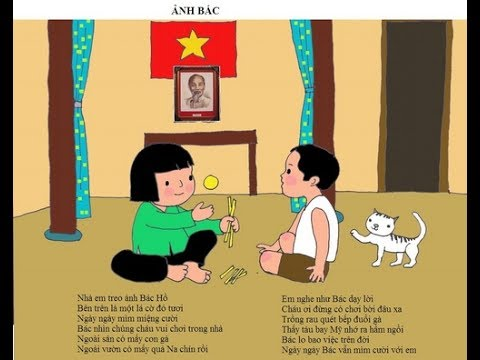 ẢNH BÁC
Nhà em treo ảnh Bác Hồ
Bên trên là một lá cờ đỏ tươi
Ngày ngày mỉm miệng cười
Bác nhìn chúng cháu vui chơi trong nhà
Ngoài sân có mấy con gà
Ngoài vườn có mấy quả Na chín rồi
Em nghe như Bác dạy lời
Cháu ơi đừng có chơi bời đâu xa
Trồng rau quét bếp đuổi gà
Thấy tàu bay Mỹ nhớ ra hầm ngồi
Bác lo bao việc trên đời
Ngày ngày Bác vẫn mỉm cười với em